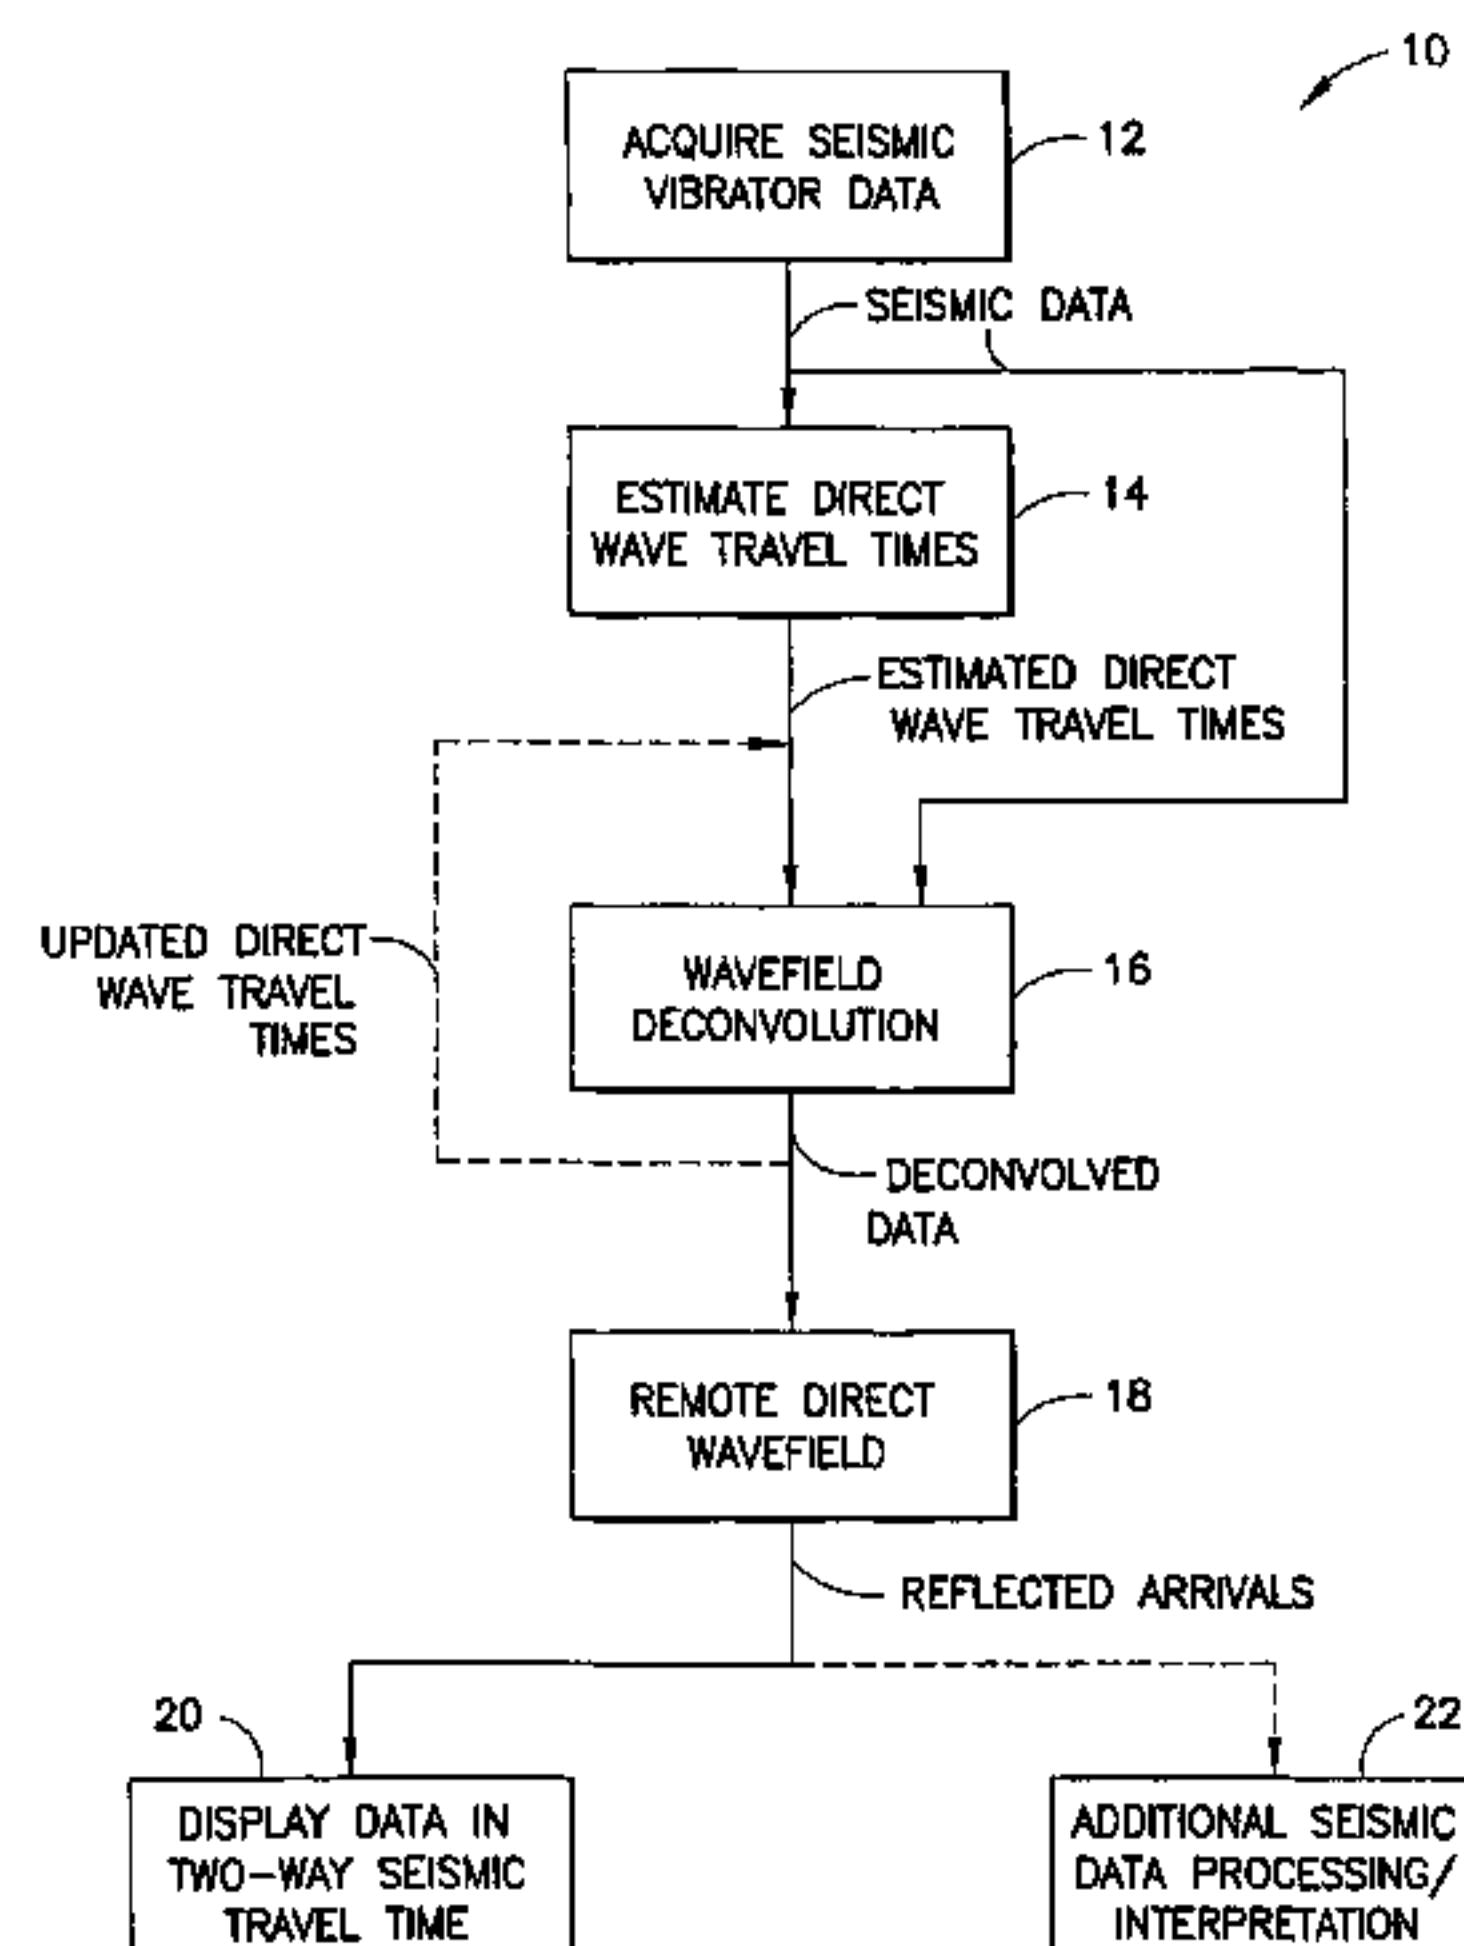 10
ACQUIRE SEISMIC
VIBRATOR DATA
12
SEISMIC DATA
ESTIMATE DIRECT
WAVE TRAVEL TIMES
14
ESTIMATED DIRECT
WAVE TRAVEL TIMES
UPDATED DIRECT
WAVE TRAVEL
TIMES
WAVEFIELD
DECONVOLUTION
16
DECONVOLVED
DATA
REMOTE DIRECT
WAVEFIELD
18
REFLECTED ARRIVALS
20
22
DISPLAY DATA IN
TWO-WAY SEISMIC
TRAVEL TIME
ADDITIONAL SEISMIC
DATA PROCESSING/
INTERPRETATION